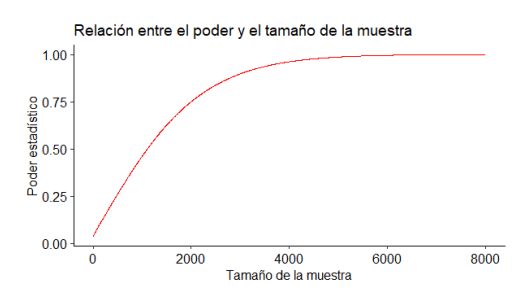 Relación entre el poder y el tamaño de la muestra
1.00
0.75
0.50
0.25
0.00
Poder estadístico
0 2000 4000 6000 8000
Tamaño de la muestra